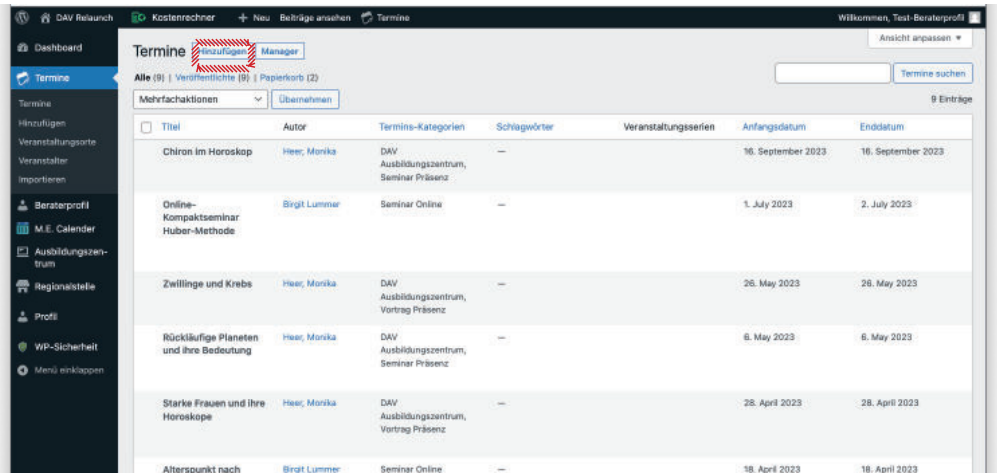 DAV Relaunch Kostenrechner + Neu Beiträge ansehen Termine Willkommen, Test-Beraterprofil
Ansicht anpassen ▼
Dashboard
Termine
Termine
Hinzufügen
Veranstaltungsorte
Veranstalter
Importieren
Beraterprofil
M.E. Calender
Ausbildungszen-
trum
Regionalstelle
Profil
WP-Sicherheit
Menü einklappen
Termine Hinzufügen Manager
Alle (9) | Veröffentlichte (9) | Papierkorb (2)
Termine suchen
Mehrfachaktionen Übernehmen 9 Einträge
Titel Autor Termins-Kategorien Schlagwörter Veranstaltungsserien Anfangsdatum Enddatum
Chiron im Horoskop Heer, Monika DAV — 16. September 2023 16. September 2023
Ausbildungszentrum,
Seminar Präsenz
Online- Birgit Lummer Seminar Online — 1. July 2023 2. July 2023
Kompaktseminar
Huber-Methode
Zwillinge und Krebs Heer, Monika DAV — 26. May 2023 26. May 2023
Ausbildungszentrum,
Vortrag Präsenz
Rückläufige Planeten Heer, Monika DAV — 6. May 2023 6. May 2023
und ihre Bedeutung Ausbildungszentrum,
Seminar Präsenz
Starke Frauen und ihre Heer, Monika DAV — 28. April 2023 28. April 2023
Horoskope Ausbildungszentrum,
Vortrag Präsenz
Alterspunkt nach Birgit Lummer Seminar Online — 18. April 2023 18. April 2023